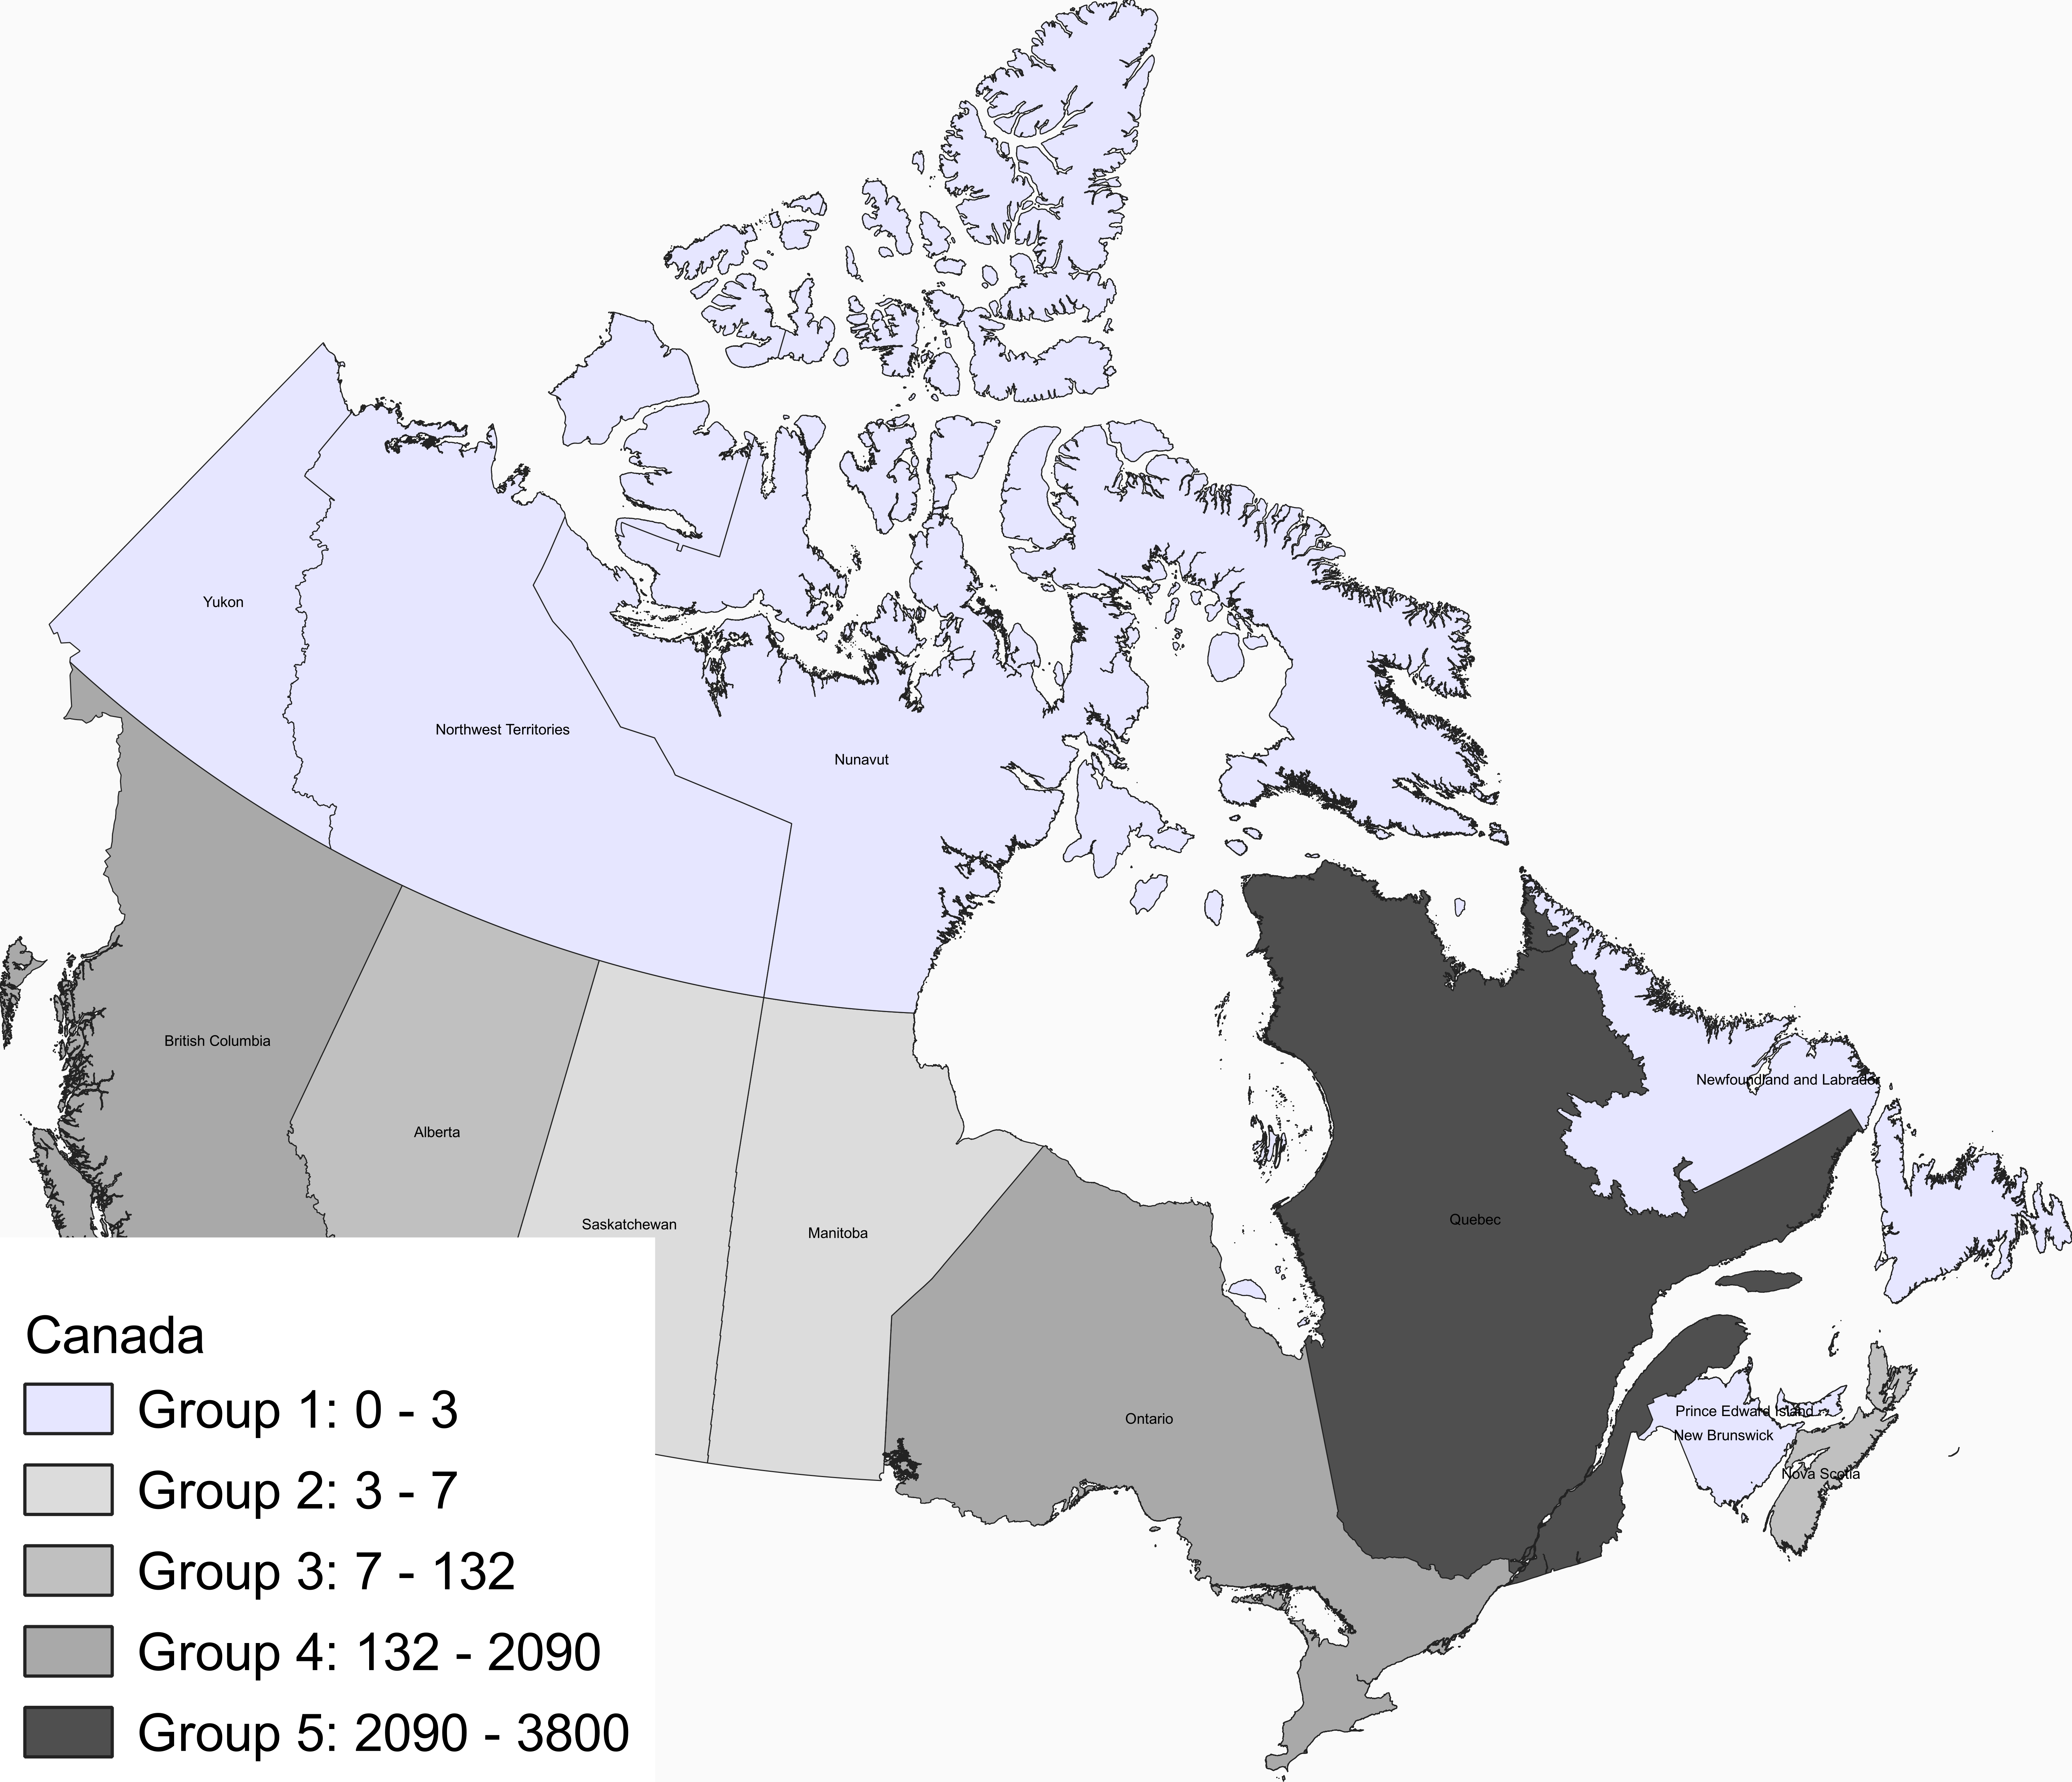 Yukon
Northwest Territories
Nunavut
British Columbia
Newfoundland and Labrador
Alberta
Quebec
Saskatchewan
Manitoba
Prince Edward Island
Ontario
New Brunswick
Nova Scotia
Canada
Group 1: 0 - 3
Group 2: 3 - 7
Group 3: 7 - 132
Group 4: 132 - 2090
Group 5: 2090 - 3800